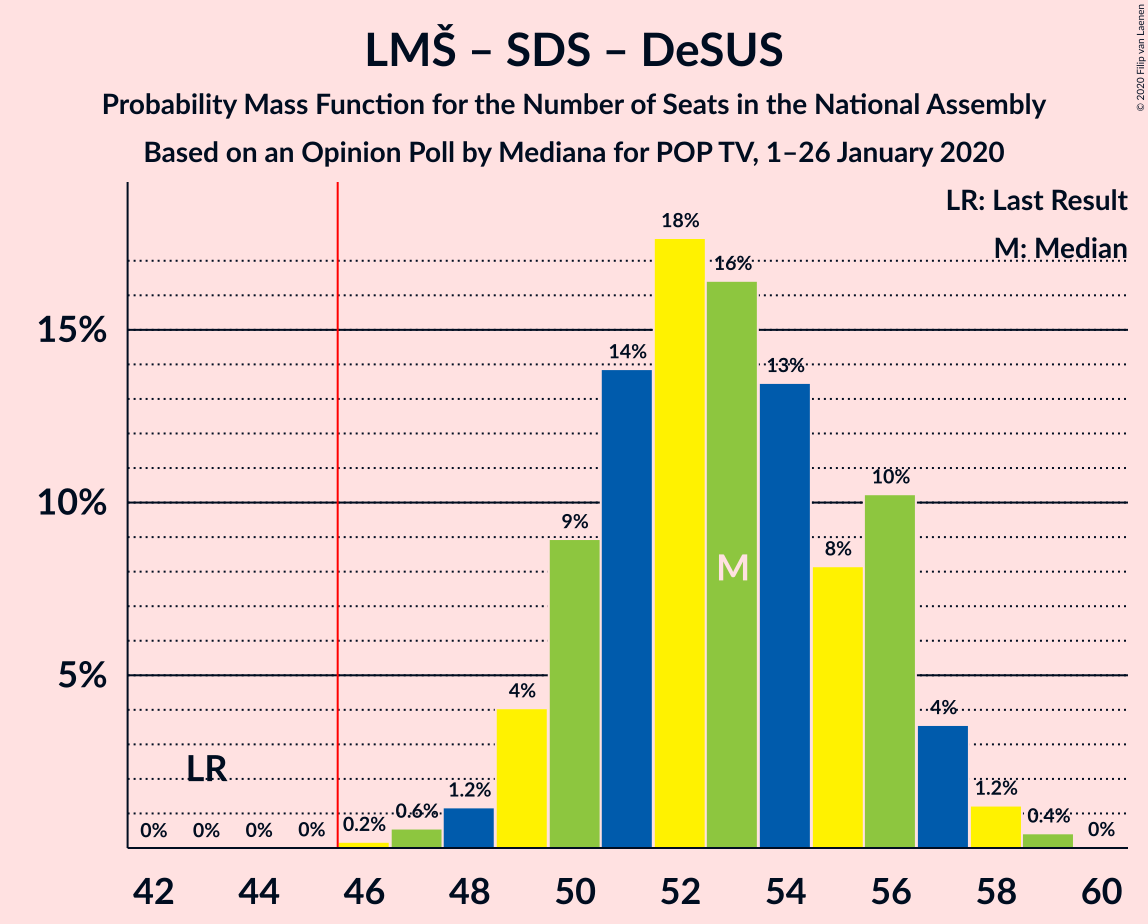 LMŠ – SDS – DeSUS
Probability Mass Function for the Number of Seats in the National Assembly
Based on an Opinion Poll by Mediana for POP TV, 1–26 January 2020
© 2020 Filip van Laenen
LR: Last Result
M: Median
15%
10%
5%
LR
M
0%
0%
0%
0%
0.2%
0.6%
1.2%
4%
9%
14%
18%
16%
13%
8%
10%
4%
1.2%
0.4%
0%
42 44 46 48 50 52 54 56 58 60